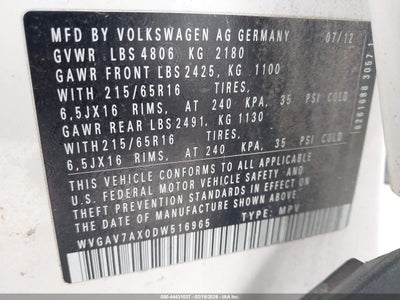 MFD BY VOLKSWAGEN AG GERMANY 07/12
GVWR LBS 4806 KG 2180
GAWR FRONT LBS 2425, KG 1100
WITH 215/65R16 TIRES,
6,5JX16 RIMS, AT 240 KPA, 35 PSI COLD
GAWR REAR LBS 2491, KG 1130
WITH 215/65R16 TIRES,
6,5JX16 RIMS, AT 240 KPA, 35 PSI COLD
THIS VEHICLE CONFORMS TO ALL APPLICABLE
U.S. FEDERAL MOTOR VEHICLE SAFETY AND
THEFT PREVENTION STANDARDS IN EFFECT ON
THE DATE OF MANUFACTURE SHOWN ABOVE
WVGAV7AX0DW516965 TYPE: MPV